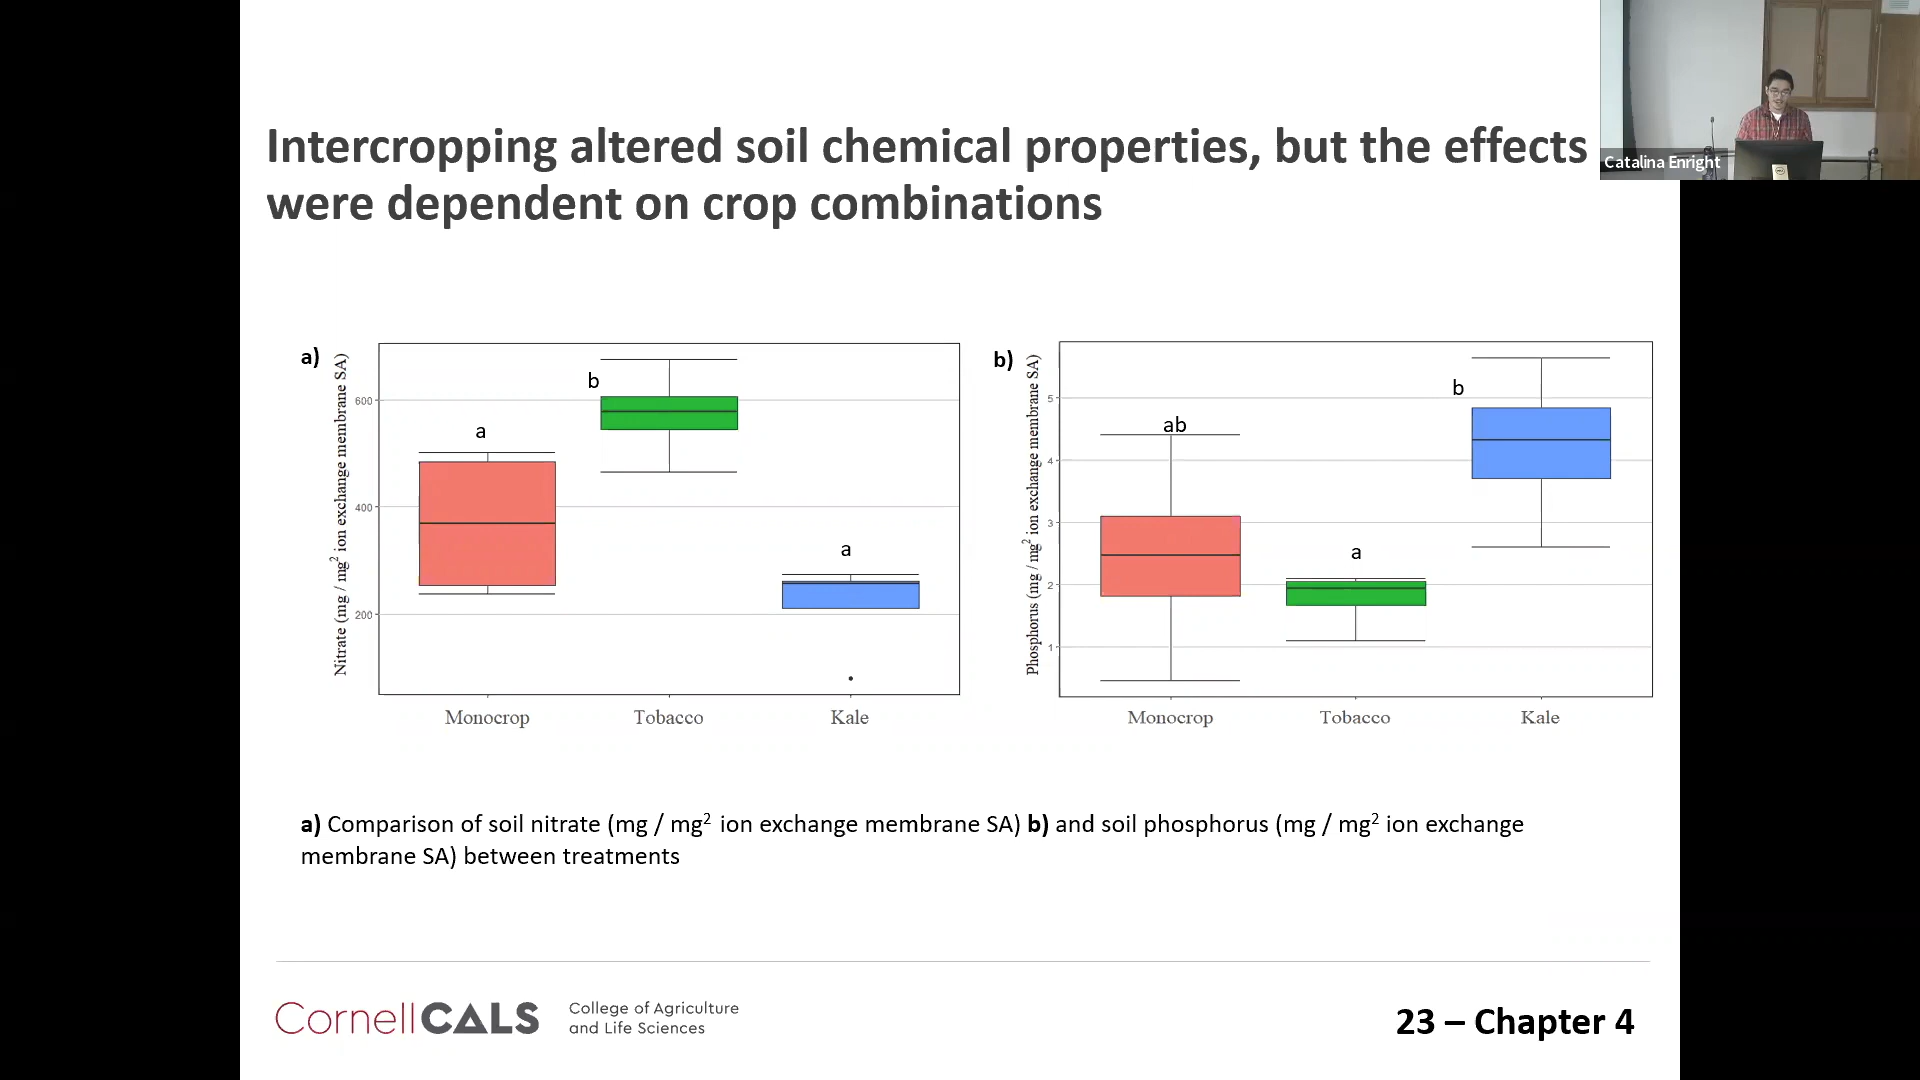 Intercropping altered soil chemical properties, but the effects
were dependent on crop combinations
Catalina Enright
a)
Nitrate (mg / mg² ion exchange membrane SA)
600
400
200
a
b
a
Monocrop
Tobacco
Kale
b)
Phosphorus (mg / mg² ion exchange membrane SA)
5
4
3
2
1
ab
a
b
Monocrop
Tobacco
Kale
a) Comparison of soil nitrate (mg / mg² ion exchange membrane SA) b) and soil phosphorus (mg / mg² ion exchange
membrane SA) between treatments
CornellCALS
College of Agriculture
and Life Sciences
23 – Chapter 4